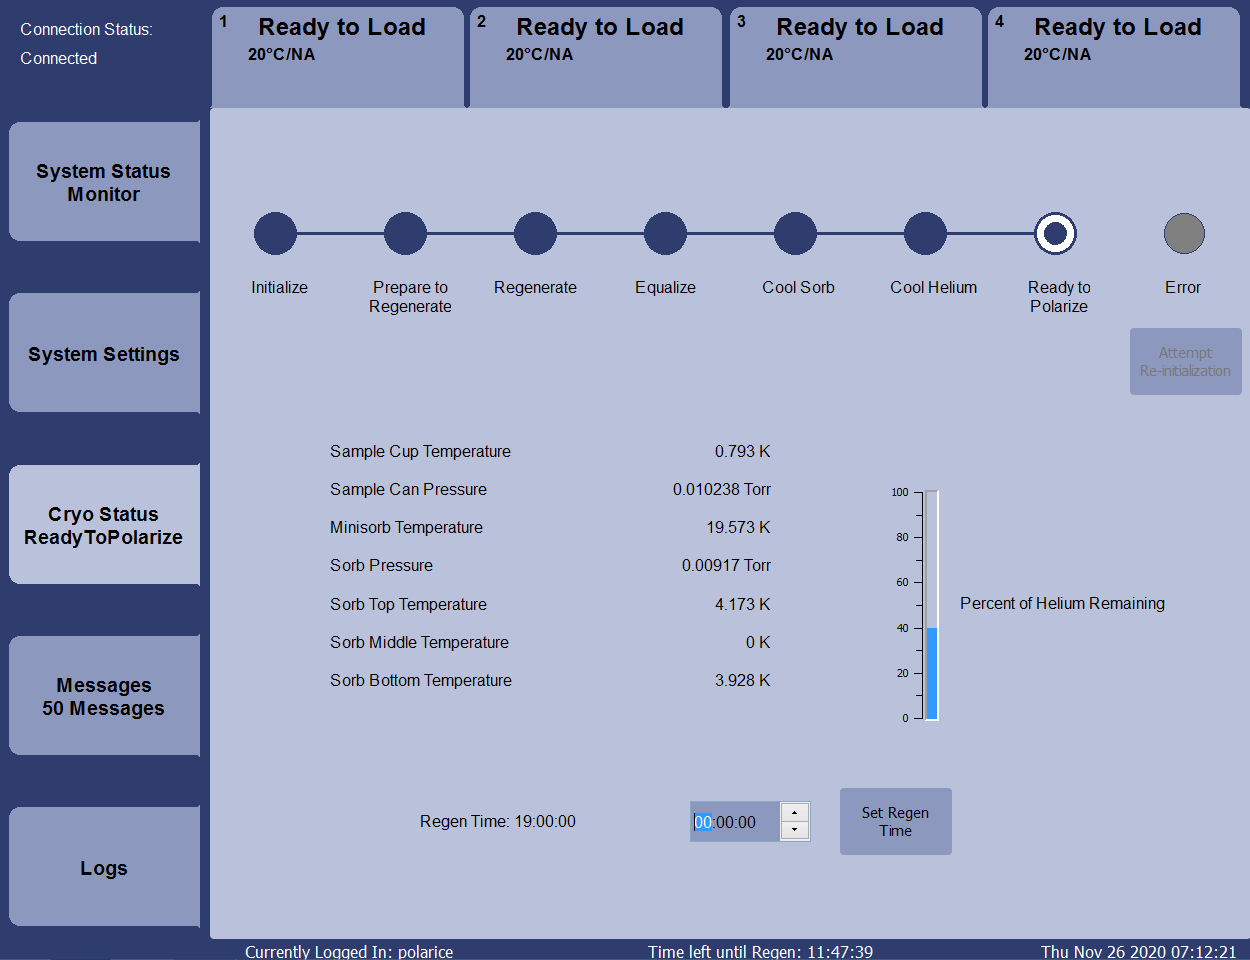 Connection Status:
Connected
1 Ready to Load
20°C/NA
2 Ready to Load
20°C/NA
3 Ready to Load
20°C/NA
4 Ready to Load
20°C/NA
System Status
Monitor
System Settings
Cryo Status
ReadyToPolarize
Messages
50 Messages
Logs
Initialize
Prepare to
Regenerate
Regenerate
Equalize
Cool Sorb
Cool Helium
Ready to
Polarize
Error
Attempt
Re-initialization
Sample Cup Temperature 0.793 K
Sample Can Pressure 0.010238 Torr
Minisorb Temperature 19.573 K
Sorb Pressure 0.00917 Torr
Sorb Top Temperature 4.173 K
Sorb Middle Temperature 0 K
Sorb Bottom Temperature 3.928 K
100
80
60
40
20
0
Percent of Helium Remaining
Regen Time: 19:00:00
00:00:00
Set Regen
Time
Currently Logged In: polarice
Time left until Regen: 11:47:39
Thu Nov 26 2020 07:12:21